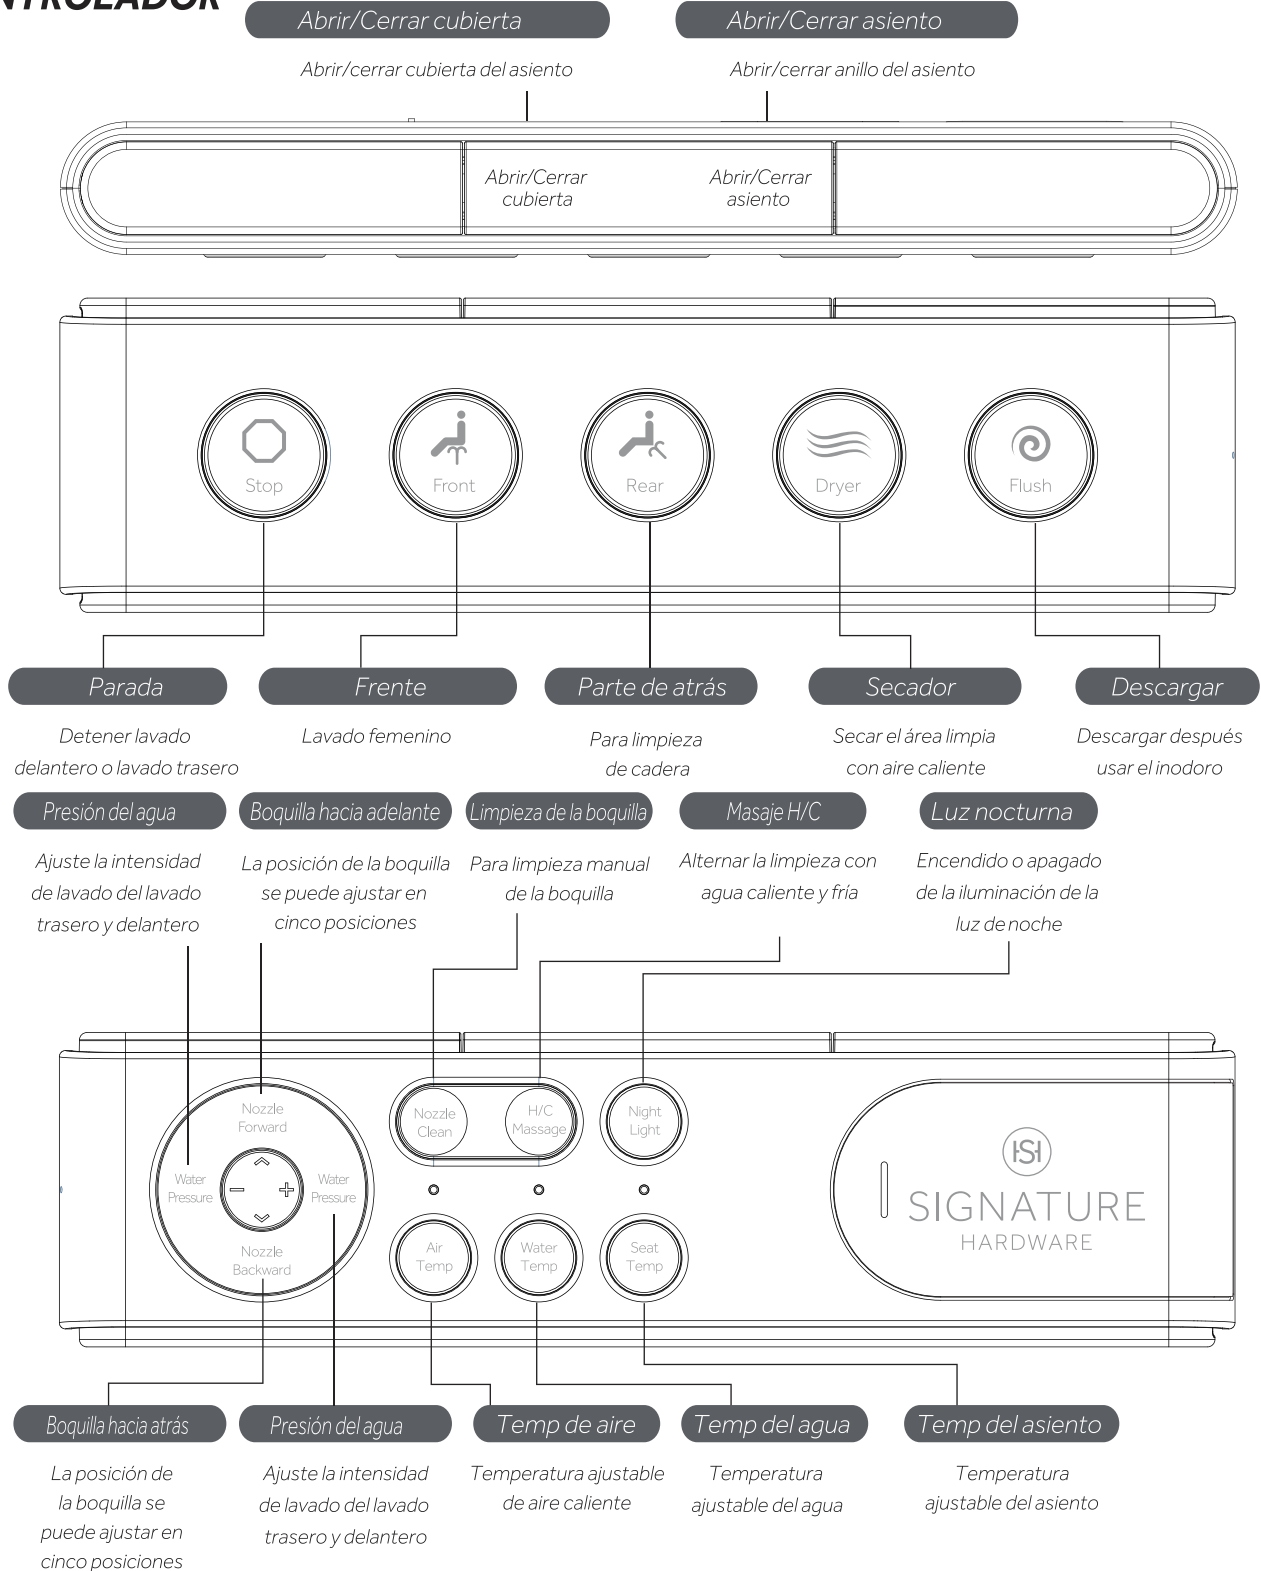 NTROLADOR
Abrir/Cerrar cubierta
Abrir/Cerrar asiento
Abrir/cerrar cubierta del asiento
Abrir/cerrar anillo del asiento
Abrir/Cerrar
cubierta
Abrir/Cerrar
asiento
Stop
Front
Rear
Dryer
Flush
Parada
Frente
Parte de atrás
Secador
Descargar
Detener lavado
delantero o lavado trasero
Lavado femenino
Para limpieza
de cadera
Secar el área limpia
con aire caliente
Descargar después
usar el inodoro
Presión del agua
Boquilla hacia adelante
Limpieza de la boquilla
Masaje H/C
Luz nocturna
Ajuste la intensidad
de lavado del lavado
trasero y delantero
La posición de la boquilla
se puede ajustar en
cinco posiciones
Para limpieza manual
de la boquilla
Alternar la limpieza con
agua caliente y fría
Encendido o apagado
de la iluminación de la
luz de noche
Nozzle
Forward
Water
Pressure
Water
Pressure
Nozzle
Backward
Nozzle
Clean
H/C
Massage
Night
Light
Air
Temp
Water
Temp
Seat
Temp
SIGNATURE
HARDWARE
Boquilla hacia atrás
Presión del agua
Temp de aire
Temp del agua
Temp del asiento
La posición de
la boquilla se
puede ajustar en
cinco posiciones
Ajuste la intensidad
de lavado del lavado
trasero y delantero
Temperatura ajustable
de aire caliente
Temperatura
ajustable del agua
Temperatura
ajustable del asiento